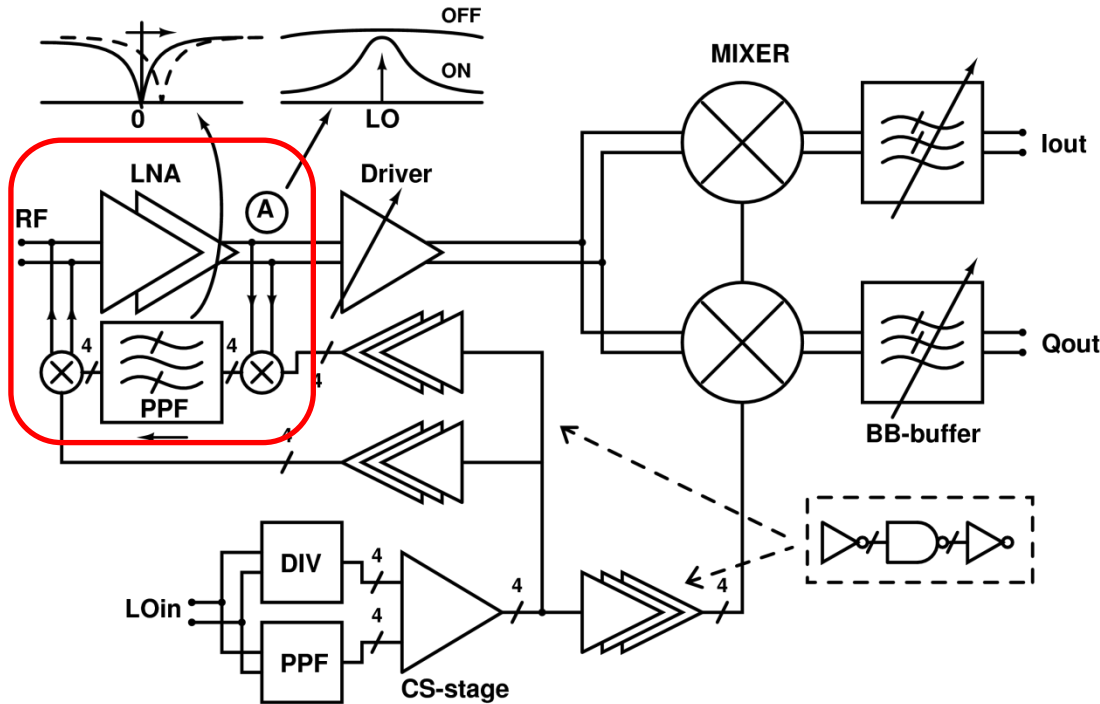 OFF
ON
0
LO
MIXER
LNA
Driver
A
RF
Iout
4
4
PPF
4
Qout
BB-buffer
4
DIV
4
LOin
4
4
4
PPF
CS-stage